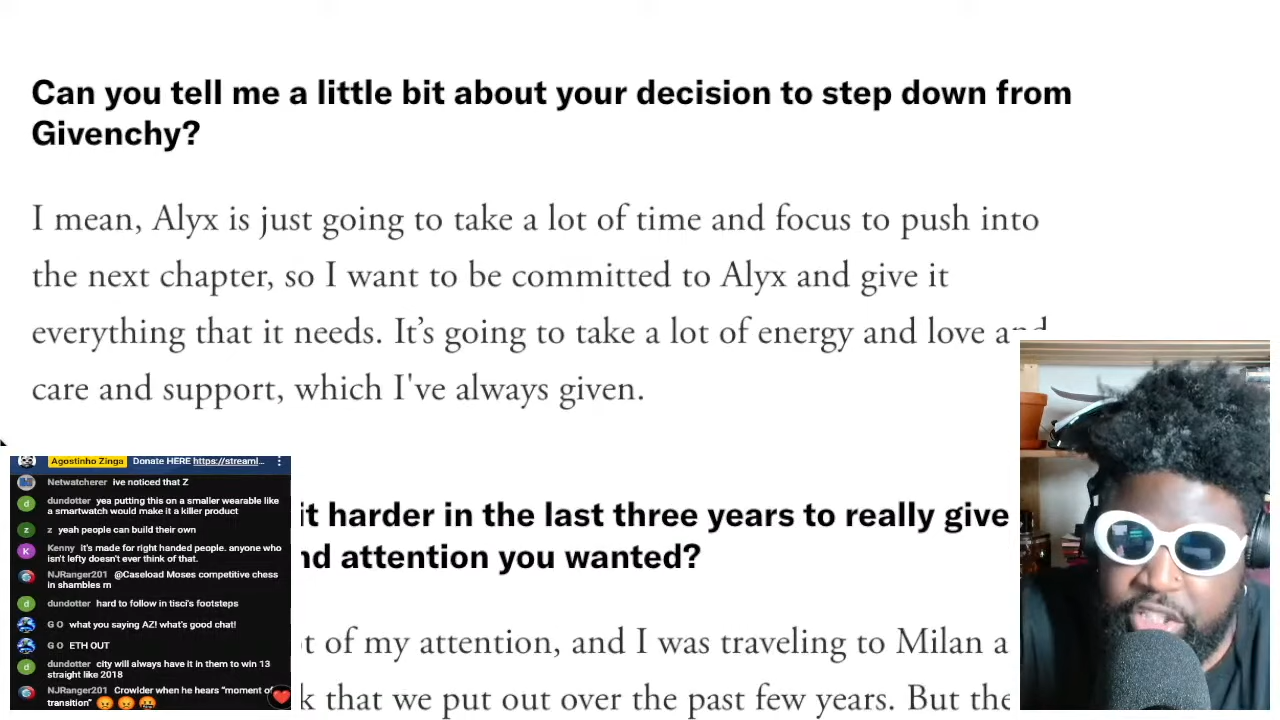 Can you tell me a little bit about your decision to step down from
Givenchy?
I mean, Alyx is just going to take a lot of time and focus to push into
the next chapter, so I want to be committed to Alyx and give it
everything that it needs. It’s going to take a lot of energy and love and
care and support, which I've always given.
it harder in the last three years to really give
attention you wanted?
of my attention, and I was traveling to Milan a
that we put out over the past few years. But the
Agostinho Zinga Donate HERE https://streaml...
Netwatcherer ive noticed that Z
dundotter yea putting this on a smaller wearable like
a smartwatch would make it a killer product
z yeah people can build their own
Kenny it's made for right handed people. anyone who
isn't lefty doesn't ever think of that.
NJRanger201 @Caseload Moses competitive chess
in shambles m
dundotter hard to follow in tisci's footsteps
G O what you saying AZ! what's good chat!
G O ETH OUT
dundotter city will always have it in them to win 13
straight like 2018
NJRanger201 Crowlder when he hears “moment of
transition” 😡 😡 🤬